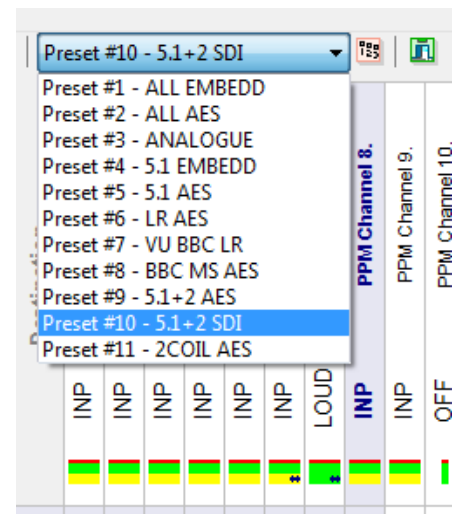 Preset #10 - 5.1+2 SDI
Preset #1 - ALL EMBEDD
Preset #2 - ALL AES
Preset #3 - ANALOGUE
Preset #4 - 5.1 EMBEDD
Preset #5 - 5.1 AES
Preset #6 - LR AES
Preset #7 - VU BBC LR
Preset #8 - BBC MS AES
Preset #9 - 5.1+2 AES
Preset #10 - 5.1+2 SDI
Preset #11 - 2COIL AES
PPM Channel 8.
PPM Channel 9.
PPM Channel 10.
INP
INP
INP
INP
INP
INP
LOUD
INP
INP
OFF